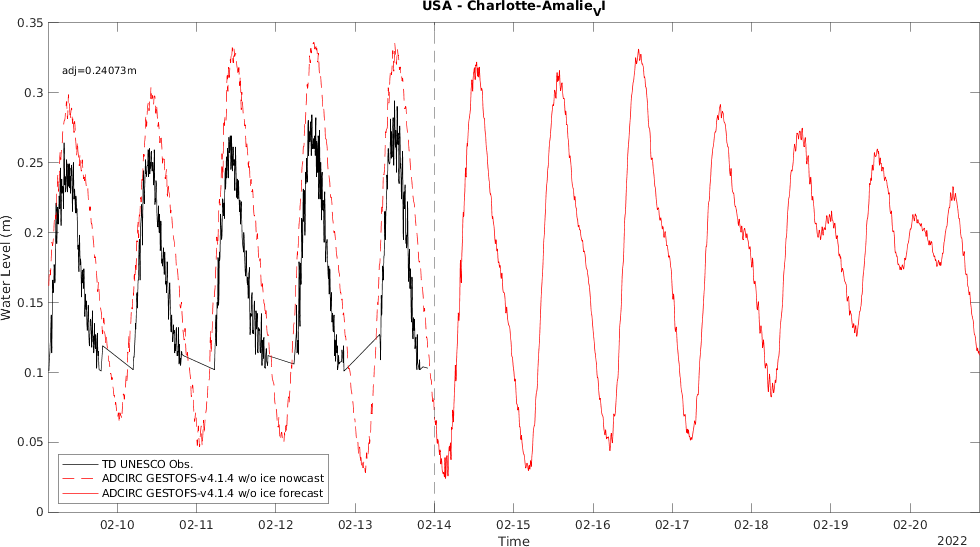 USA - Charlotte-AmalieVI
0.35
adj=0.24073m
0.3
0.25
0.2
Water Level (m)
0.15
0.1
0.05
0
TD UNESCO Obs.
ADCIRC GESTOFS-v4.1.4 w/o ice nowcast
ADCIRC GESTOFS-v4.1.4 w/o ice forecast
02-10 02-11 02-12 02-13 02-14 02-15 02-16 02-17 02-18 02-19 02-20
Time
2022